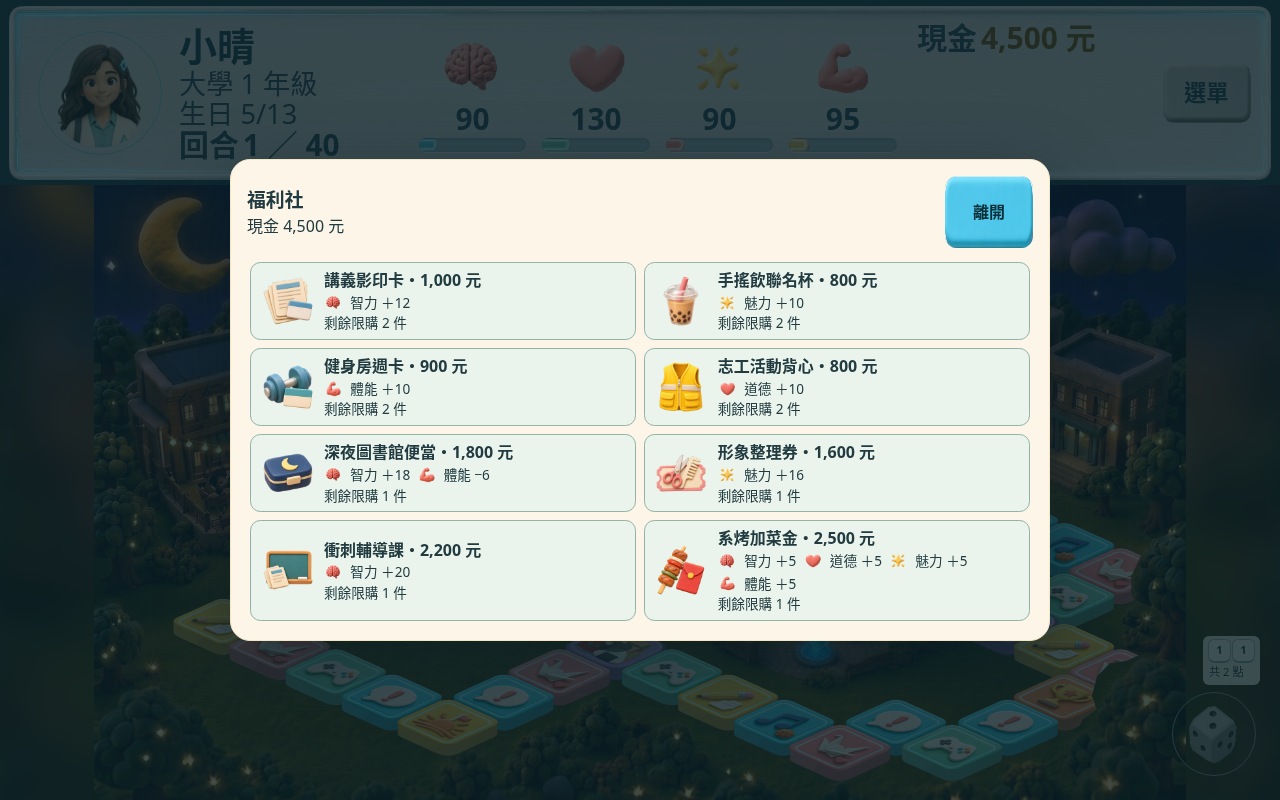 小晴
大學 1 年級
生日 5/13
回合 1 ／ 40
90
130
90
95
現金 4,500 元
選單
福利社
現金 4,500 元
離開
講義影印卡・1,000 元
智力 ＋12
剩餘限購 2 件
手搖飲聯名杯・800 元
魅力 ＋10
剩餘限購 2 件
健身房週卡・900 元
體能 ＋10
剩餘限購 2 件
志工活動背心・800 元
道德 ＋10
剩餘限購 2 件
深夜圖書館便當・1,800 元
智力 ＋18 體能 −6
剩餘限購 1 件
形象整理券・1,600 元
魅力 ＋16
剩餘限購 1 件
衝刺輔導課・2,200 元
智力 ＋20
剩餘限購 1 件
系烤加菜金・2,500 元
智力 ＋5 道德 ＋5 魅力 ＋5
體能 ＋5
剩餘限購 1 件
1 1
共 2 點